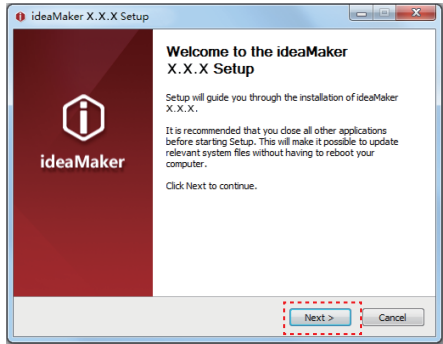 ideaMaker X.X.X Setup
Welcome to the ideaMaker
X.X.X Setup
Setup will guide you through the installation of ideaMaker
X.X.X.
It is recommended that you close all other applications
before starting Setup. This will make it possible to update
relevant system files without having to reboot your
computer.
Click Next to continue.
ideaMaker
Next >
Cancel